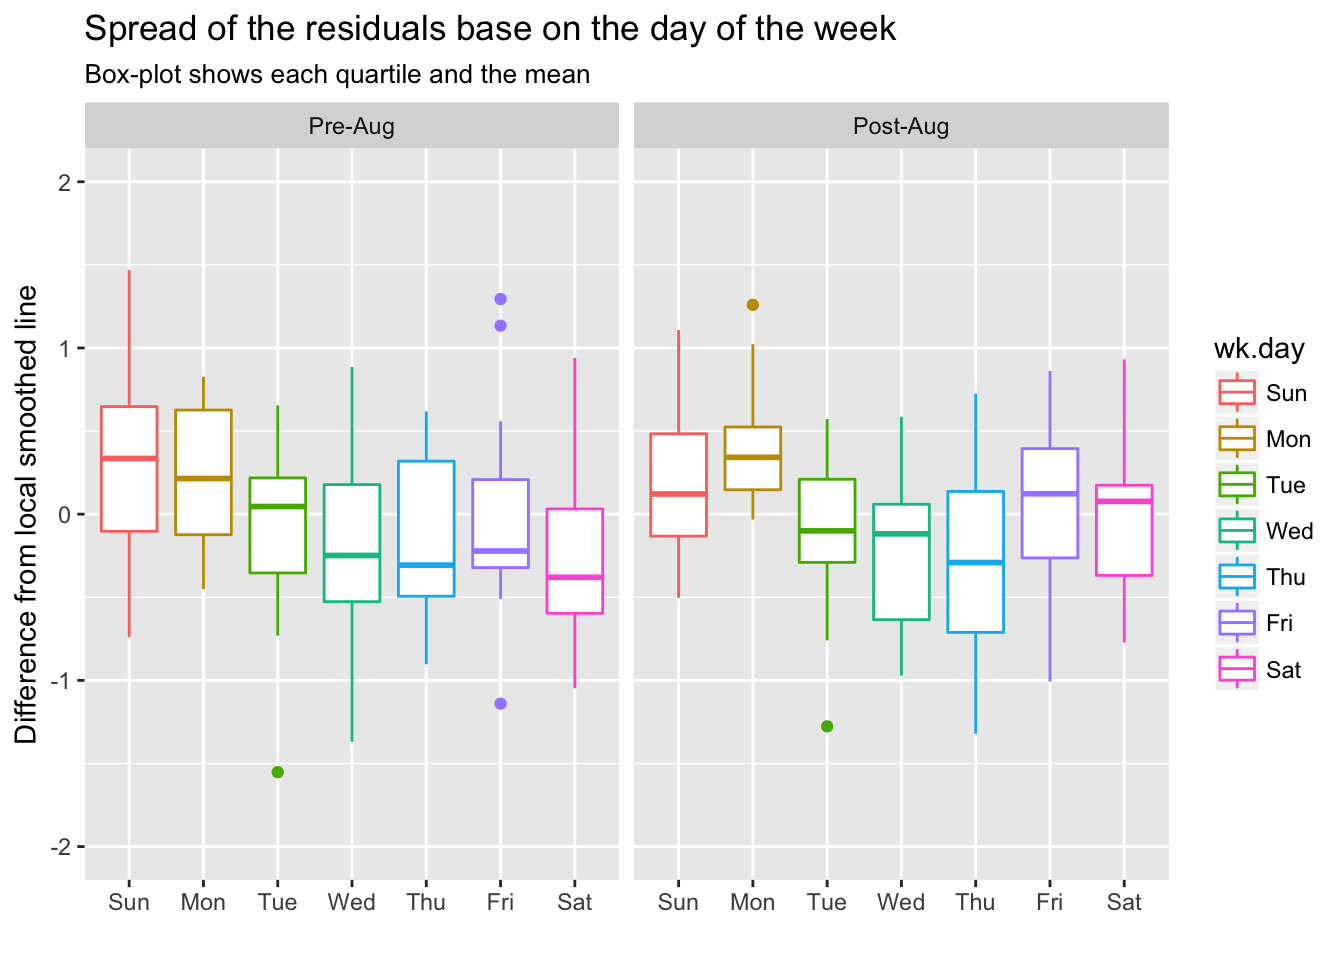 Spread of the residuals base on the day of the week
Box-plot shows each quartile and the mean
Pre-Aug
Post-Aug
Difference from local smoothed line
2
1
0
-1
-2
Sun Mon Tue Wed Thu Fri Sat
Sun Mon Tue Wed Thu Fri Sat
wk.day
Sun
Mon
Tue
Wed
Thu
Fri
Sat